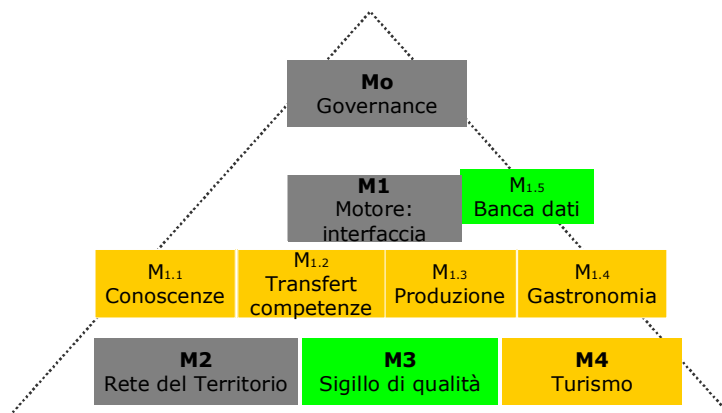 Mo
Governance
M1
Motore:
interfaccia
M1.5
Banca dati
M1.1
Conoscenze
M1.2
Transfert
competenze
M1.3
Produzione
M1.4
Gastronomia
M2
Rete del Territorio
M3
Sigillo di qualità
M4
Turismo